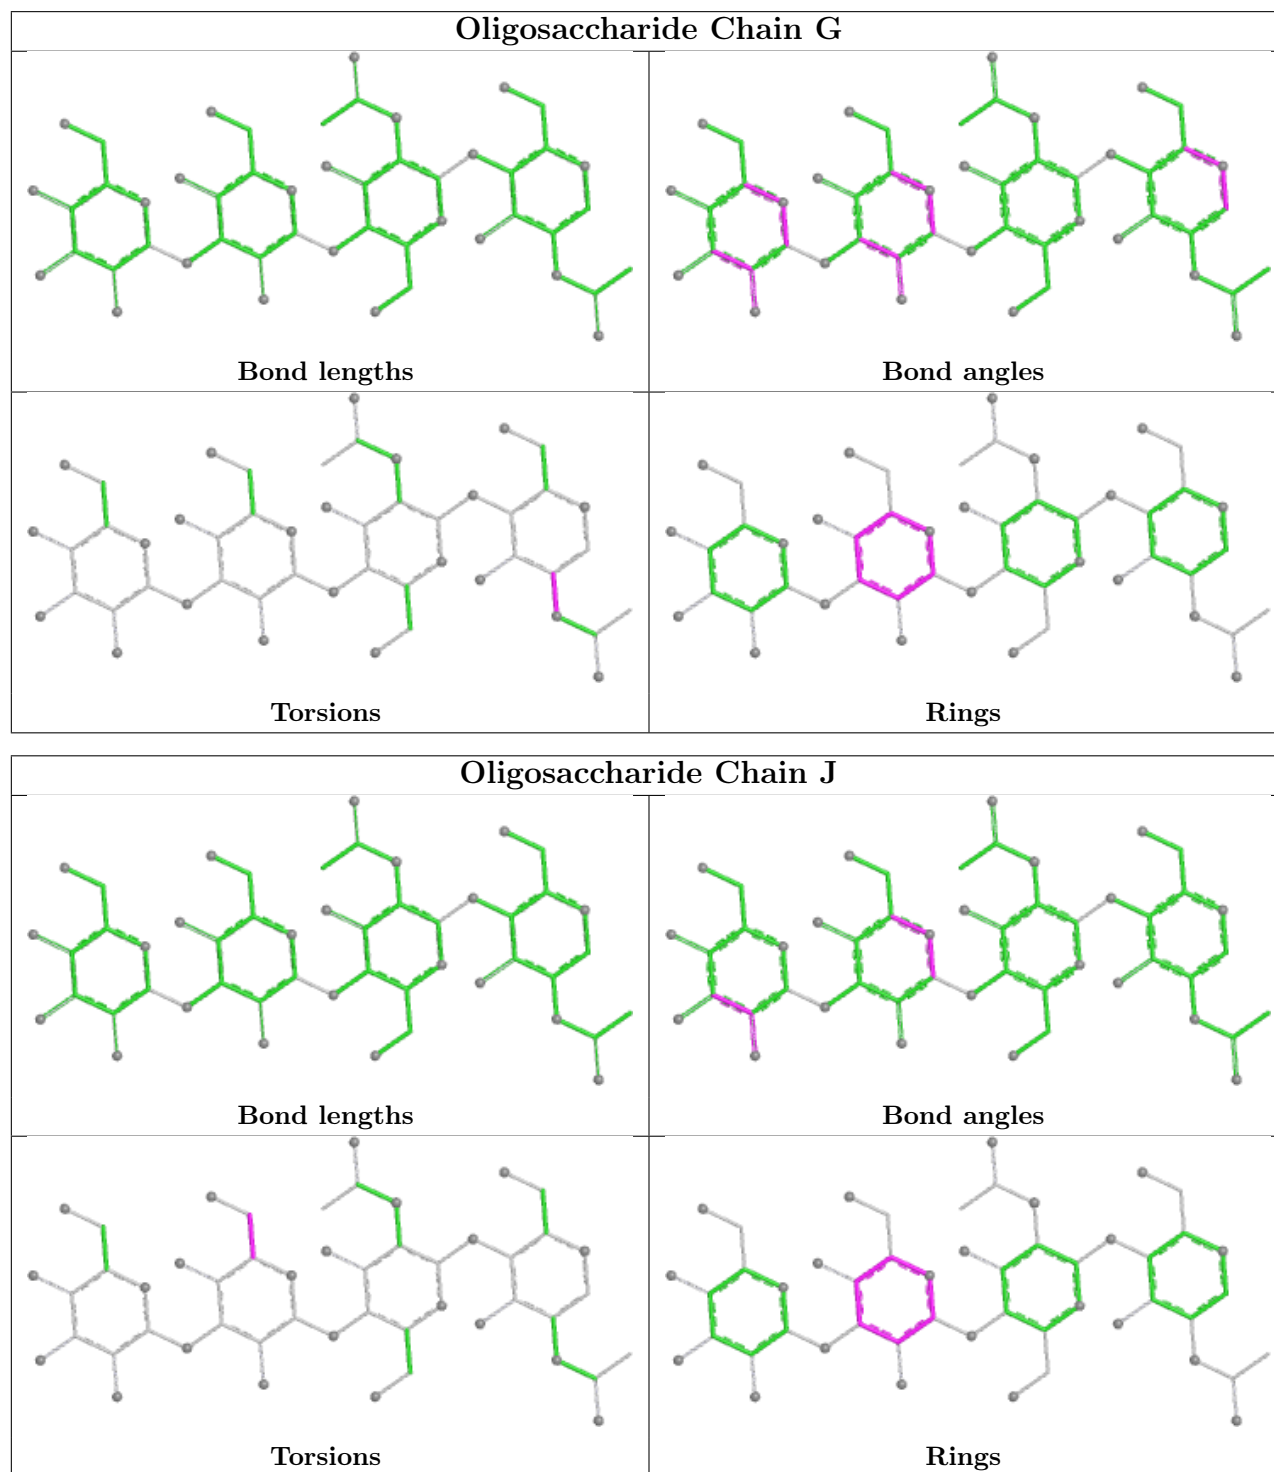 Oligosaccharide Chain G
Bond lengths
Bond angles
Torsions
Rings
Oligosaccharide Chain J
Bond lengths
Bond angles
Torsions
Rings